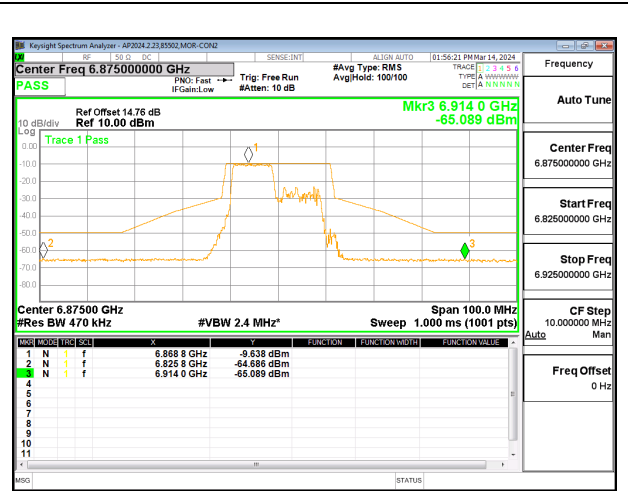 Keysight Spectrum Analyzer - AP2024.2.23,85502,MOR-CON2
RF 50 Ω DC SENSE:INT ALIGN AUTO 01:56:21 PM Mar 14, 2024
Center Freq 6.875000000 GHz
PASS
PNO: Fast
IFGain:Low
Trig: Free Run
#Atten: 10 dB
#Avg Type: RMS
Avg|Hold: 100/100
TRACE 1 2 3 4 5 6
TYPE A WWWWW
DET A N N N N N
Ref Offset 14.76 dB
Ref 10.00 dBm
10 dB/div
Log
Mkr3 6.914 0 GHz
-65.089 dBm
Trace 1 Pass
0.00
-10.0
-20.0
-30.0
-40.0
-50.0
-60.0
-70.0
-80.0
1
2
3
Center 6.87500 GHz
Span 100.0 MHz
#Res BW 470 kHz
#VBW 2.4 MHz*
Sweep 1.000 ms (1001 pts)
MKR MODE TRC SCL X Y FUNCTION FUNCTION WIDTH FUNCTION VALUE
1 N 1 f 6.868 8 GHz -9.638 dBm
2 N 1 f 6.825 8 GHz -64.686 dBm
3 N 1 f 6.914 0 GHz -65.089 dBm
4
5
6
7
8
9
10
11
MSG
STATUS
Frequency
Auto Tune
Center Freq
6.875000000 GHz
Start Freq
6.825000000 GHz
Stop Freq
6.925000000 GHz
CF Step
10.000000 MHz
Auto Man
Freq Offset
0 Hz